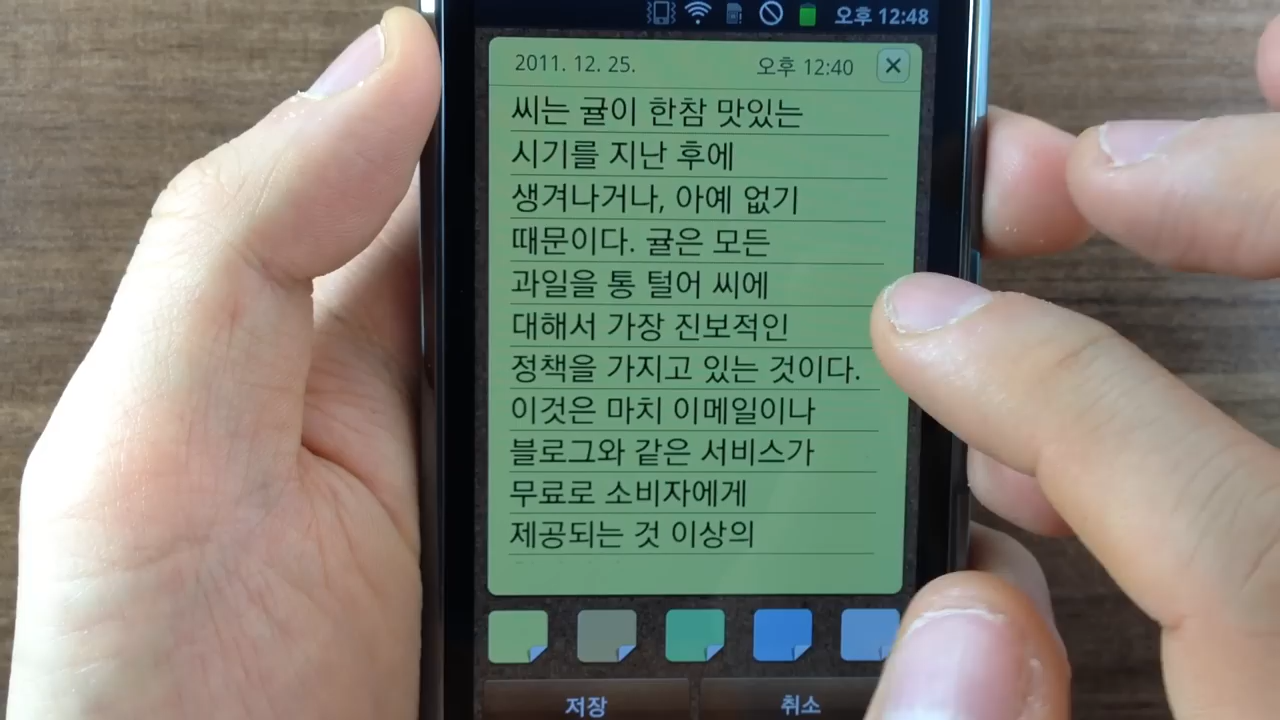 오후 12:48
2011. 12. 25. 오후 12:40
씨는 귤이 한참 맛있는
시기를 지난 후에
생겨나거나, 아예 없기
때문이다. 귤은 모든
과일을 통 털어 씨에
대해서 가장 진보적인
정책을 가지고 있는 것이다.
이것은 마치 이메일이나
블로그와 같은 서비스가
무료로 소비자에게
제공되는 것 이상의
저장 취소